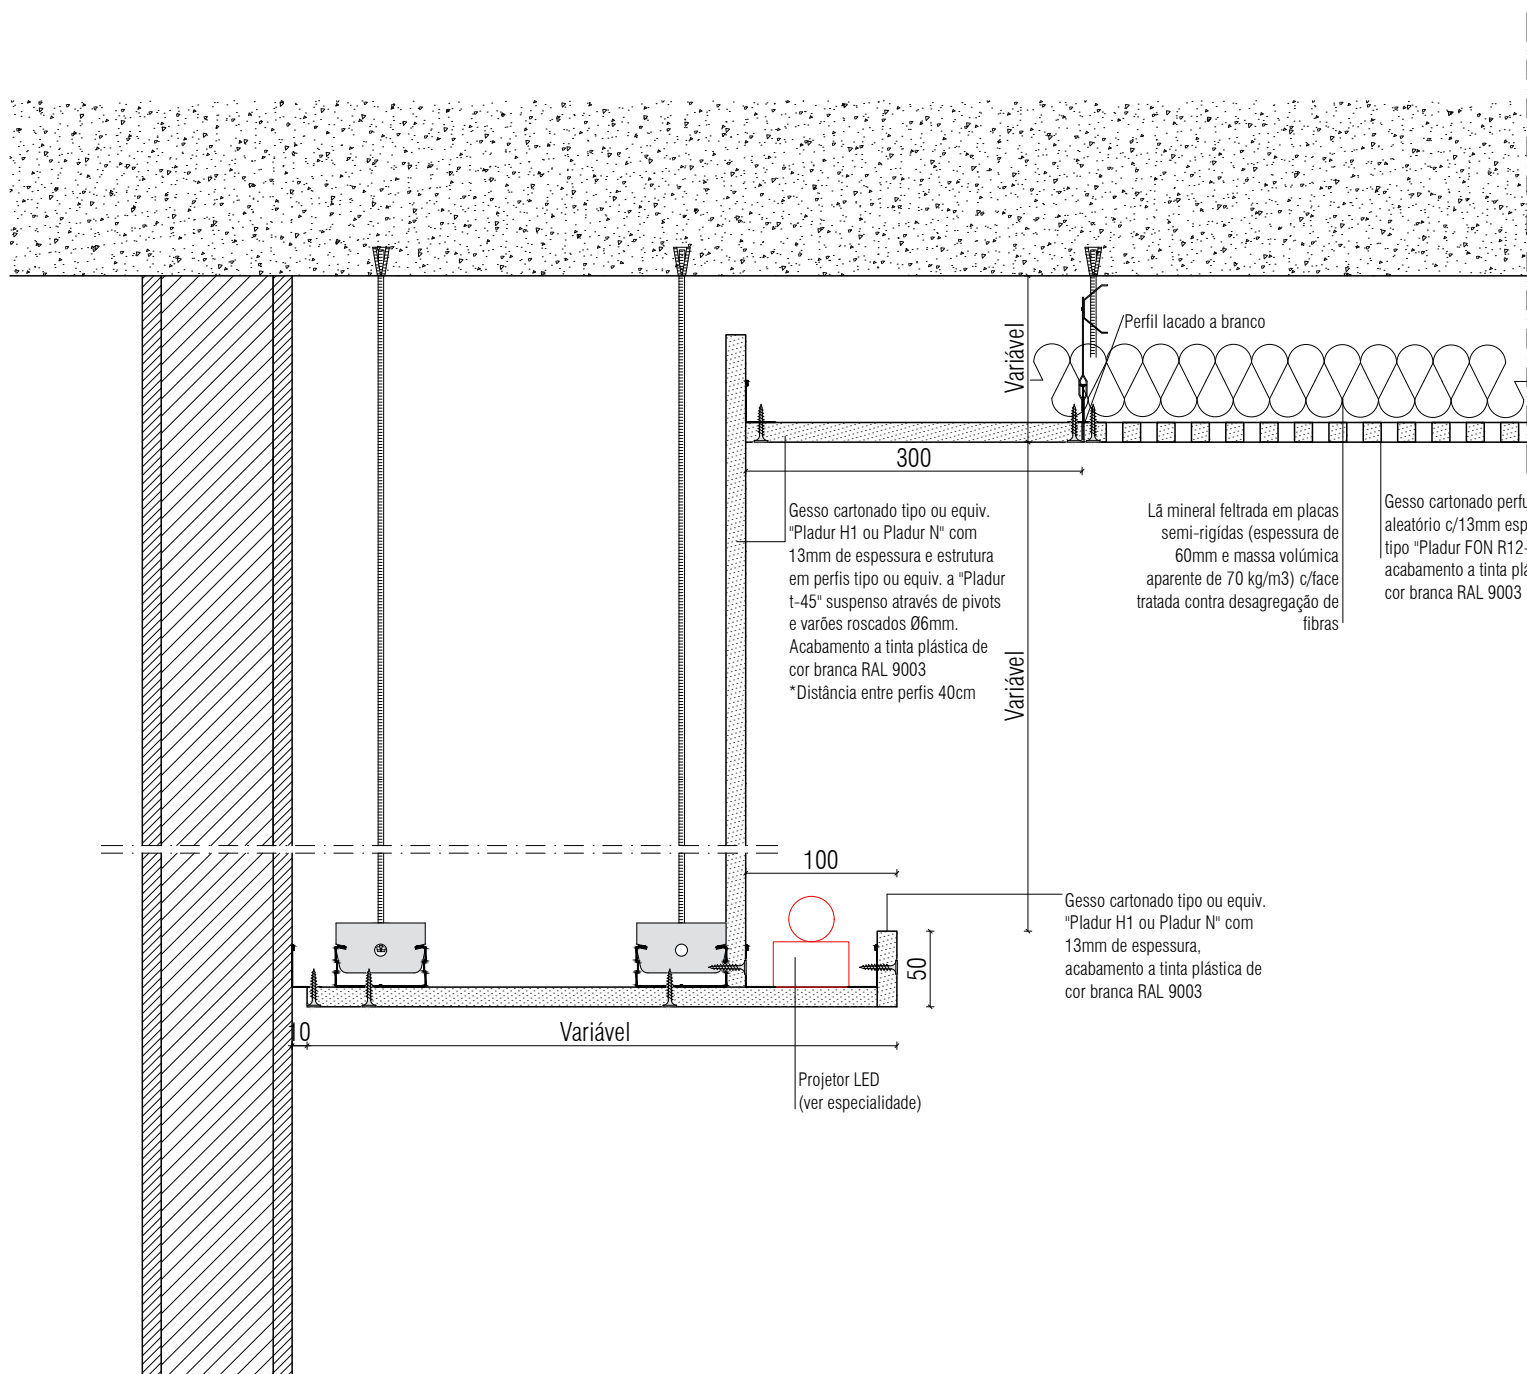 Variável
Perfil lacado a branco
300
Gesso cartonado tipo ou equiv.
"Pladur H1 ou Pladur N" com
13mm de espessura e estrutura
em perfis tipo ou equiv. a "Pladur
t-45" suspenso através de pivots
e varões roscados Ø6mm.
Acabamento a tinta plástica de
cor branca RAL 9003
*Distância entre perfis 40cm
Lã mineral feltrada em placas
semi-rigídas (espessura de
60mm e massa volúmica
aparente de 70 kg/m3) c/face
tratada contra desagregação de
fibras
Gesso cartonado
aleatório c/13mm
tipo "Pladur FON R12-
acabamento a tinta
cor branca RAL 9003
Variável
100
Gesso cartonado tipo ou equiv.
"Pladur H1 ou Pladur N" com
13mm de espessura,
acabamento a tinta plástica de
cor branca RAL 9003
50
10
Variável
Projetor LED
(ver especialidade)